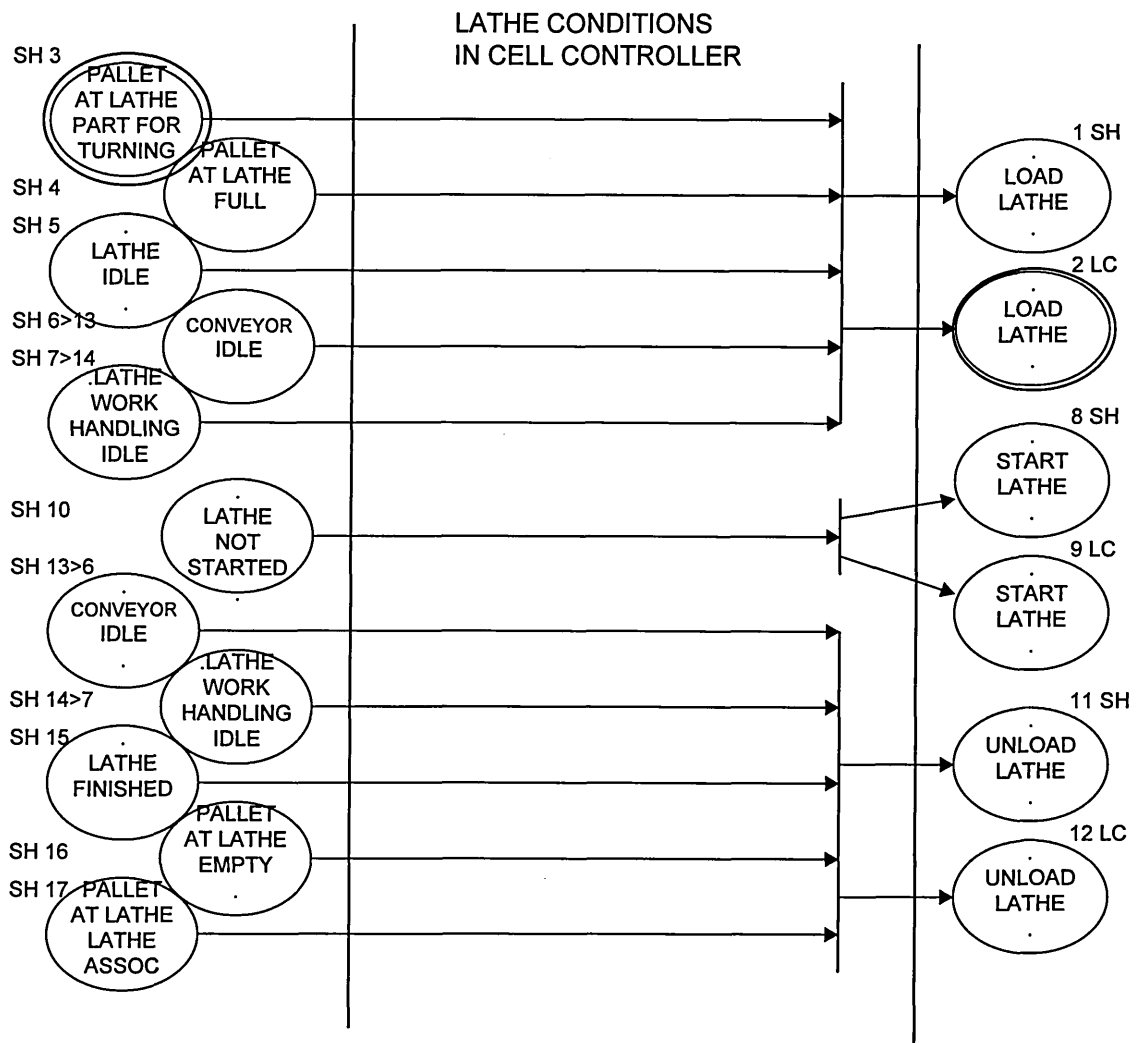 LATHE CONDITIONS
IN CELL CONTROLLER
SH 3
PALLET
AT LATHE
PART FOR
TURNING
SH 4
PALLET
AT LATHE
FULL
SH 5
LATHE
IDLE
SH 6>13
CONVEYOR
IDLE
SH 7>14
.LATHE
WORK
HANDLING
IDLE
SH 10
LATHE
NOT
STARTED
SH 13>6
CONVEYOR
IDLE
SH 14>7
.LATHE
WORK
HANDLING
IDLE
SH 15
LATHE
FINISHED
SH 16
PALLET
AT LATHE
EMPTY
SH 17
PALLET
AT LATHE
LATHE
ASSOC
1 SH
LOAD
LATHE
2 LC
LOAD
LATHE
8 SH
START
LATHE
9 LC
START
LATHE
11 SH
UNLOAD
LATHE
12 LC
UNLOAD
LATHE